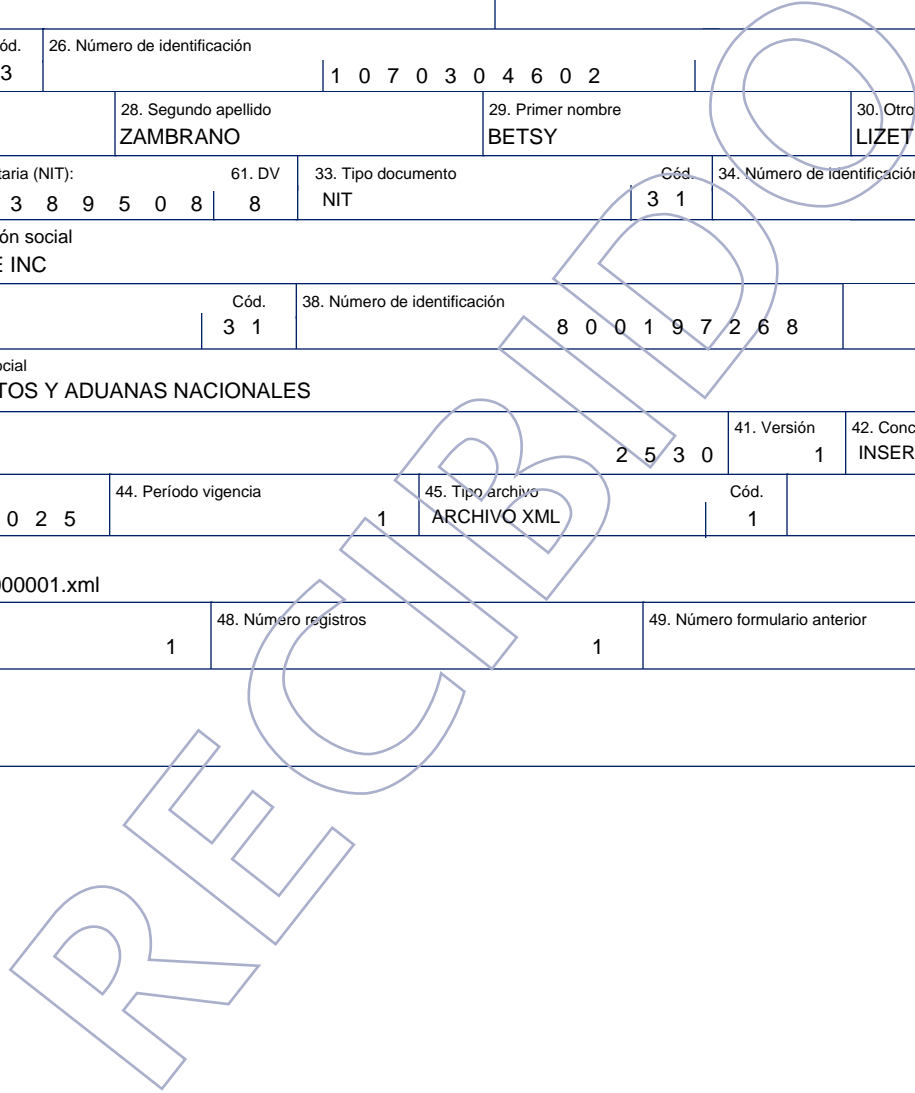 ód. 26. Número de identificación
3 1 0 7 0 3 0 4 6 0 2
28. Segundo apellido 29. Primer nombre 30. Otro
ZAMBRANO BETSY LIZET
taria (NIT): 61. DV 33. Tipo documento Cód. 34. Número de identificación
3 8 9 5 0 8 8 NIT 3 1
ón social
E INC
Cód. 38. Número de identificación
3 1 8 0 0 1 9 7 2 6 8
ocial
TOS Y ADUANAS NACIONALES
41. Versión 42. Conc
2 5 3 0 1 INSER
44. Período vigencia 45. Tipo archivo Cód.
0 2 5 1 ARCHIVO XML 1
000001.xml
48. Número registros 49. Número formulario anterior
1 1
RECIBIDO